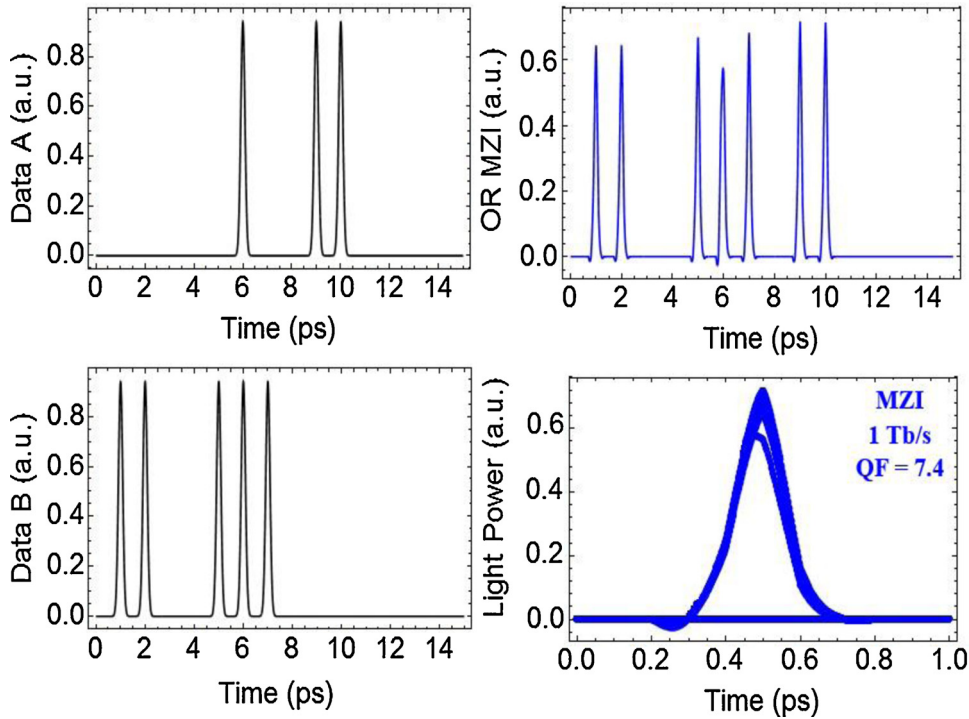 Data A (a.u.)
0.8
0.6
0.4
0.2
0.0
0 2 4 6 8 10 12 14
Time (ps)
OR MZI (a.u.)
0.6
0.4
0.2
0.0
0 2 4 6 8 10 12 14
Time (ps)
Data B (a.u.)
0.8
0.6
0.4
0.2
0.0
0 2 4 6 8 10 12 14
Time (ps)
Light Power (a.u.)
0.6
0.4
0.2
0.0
MZI
1 Tb/s
QF = 7.4
0.0 0.2 0.4 0.6 0.8 1.0
Time (ps)